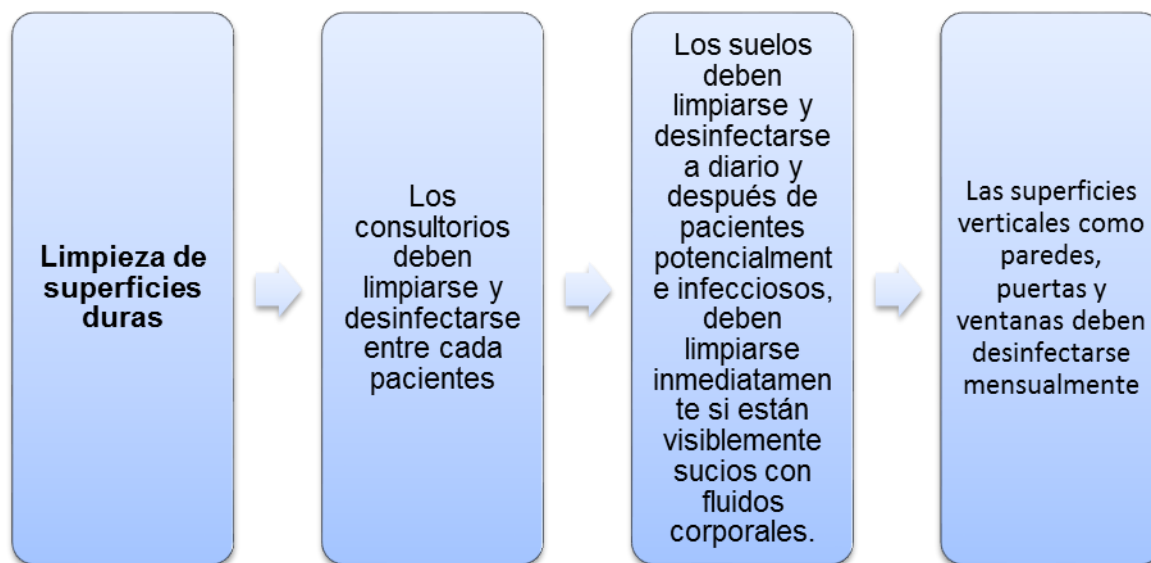 Limpieza de
superficies
duras
Los
consultorios
deben
limpiarse y
desinfectarse
entre cada
pacientes
Los suelos
deben
limpiarse y
desinfectarse
a diario y
después de
pacientes
potencialment
e infecciosos,
deben
limpiarse
inmediatamen
te si están
visiblemente
sucios con
fluidos
corporales.
Las superficies
verticales como
paredes,
puertas y
ventanas deben
desinfectarse
mensualmente